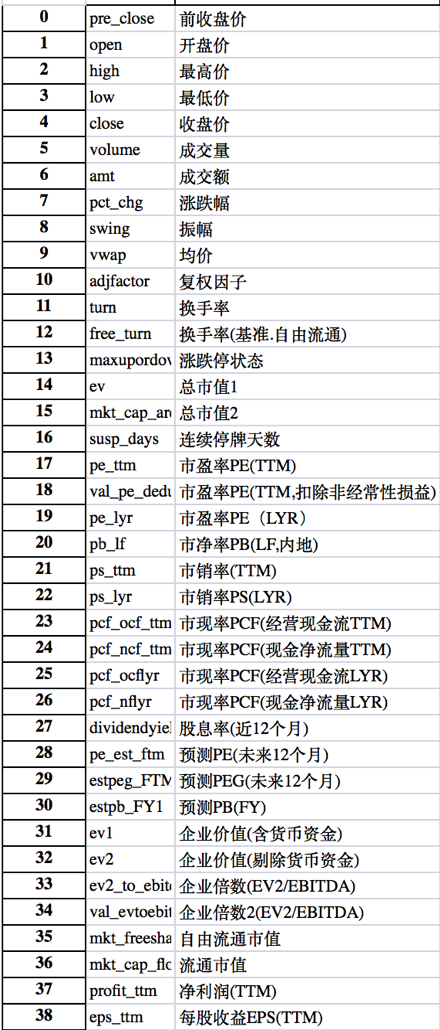 0 pre_close 前收盘价
1 open 开盘价
2 high 最高价
3 low 最低价
4 close 收盘价
5 volume 成交量
6 amt 成交额
7 pct_chg 涨跌幅
8 swing 振幅
9 vwap 均价
10 adjfactor 复权因子
11 turn 换手率
12 free_turn 换手率(基准.自由流通)
13 maxupordov 涨跌停状态
14 ev 总市值1
15 mkt_cap_ar 总市值2
16 susp_days 连续停牌天数
17 pe_ttm 市盈率PE(TTM)
18 val_pe_dedu 市盈率PE(TTM,扣除非经常性损益)
19 pe_lyr 市盈率PE（LYR）
20 pb_lf 市净率PB(LF,内地)
21 ps_ttm 市销率(TTM)
22 ps_lyr 市销率PS(LYR)
23 pcf_ocf_ttm 市现率PCF(经营现金流TTM)
24 pcf_ncf_ttm 市现率PCF(现金净流量TTM)
25 pcf_ocflyr 市现率PCF(经营现金流LYR)
26 pcf_nflyr 市现率PCF(现金净流量LYR)
27 dividendyiel 股息率(近12个月)
28 pe_est_ftm 预测PE(未来12个月)
29 estpeg_FTM 预测PEG(未来12个月)
30 estpb_FY1 预测PB(FY)
31 ev1 企业价值(含货币资金)
32 ev2 企业价值(剔除货币资金)
33 ev2_to_ebite 企业倍数(EV2/EBITDA)
34 val_evtoebit 企业倍数2(EV2/EBITDA)
35 mkt_freesha 自由流通市值
36 mkt_cap_flo 流通市值
37 profit_ttm 净利润(TTM)
38 eps_ttm 每股收益EPS(TTM)